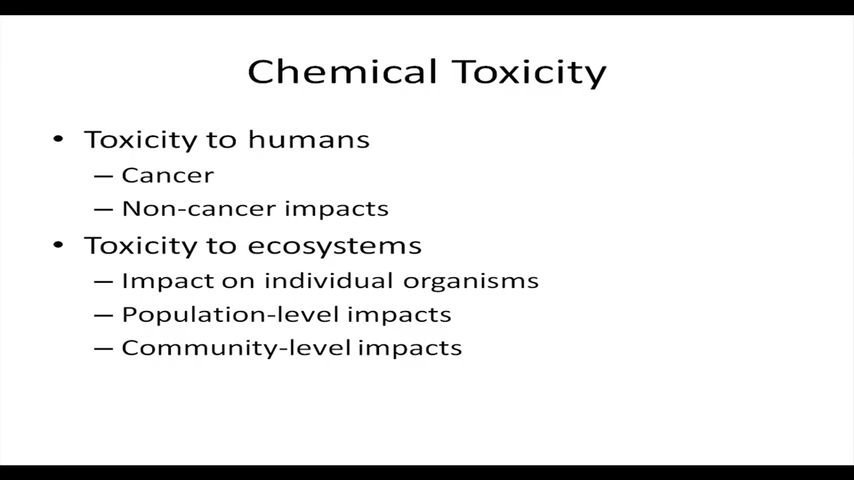 Chemical Toxicity
• Toxicity to humans
– Cancer
– Non-cancer impacts
• Toxicity to ecosystems
– Impact on individual organisms
– Population-level impacts
– Community-level impacts